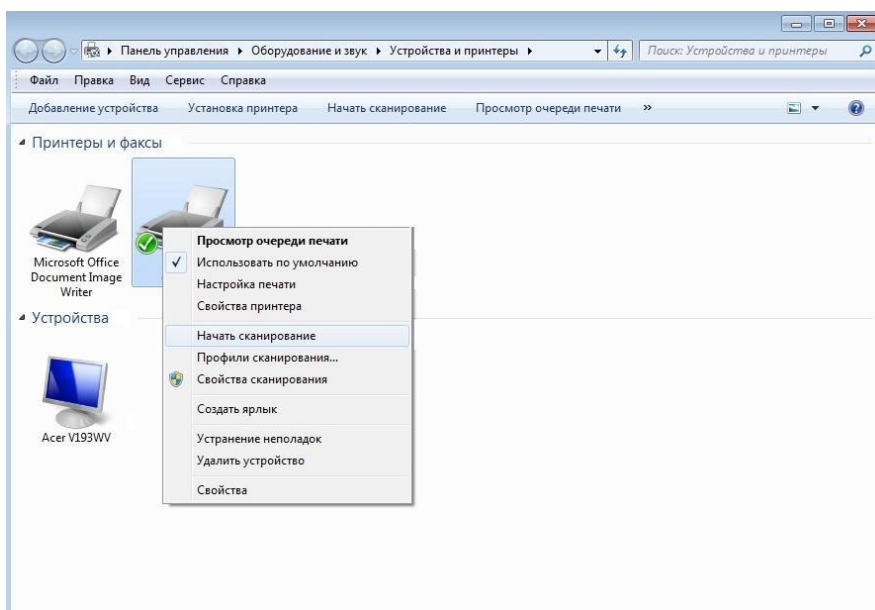 Панель управления Оборудование и звук Устройства и принтеры
Поиск: Устройства и принтеры
Файл Правка Вид Сервис Справка
Добавление устройства Установка принтера Начать сканирование Просмотр очереди печати »
Принтеры и факсы
Microsoft Office
Document Image
Writer
Просмотр очереди печати
Использовать по умолчанию
Настройка печати
Свойства принтера
Начать сканирование
Профили сканирования...
Свойства сканирования
Создать ярлык
Устранение неполадок
Удалить устройство
Свойства
Устройства
Acer V193WV